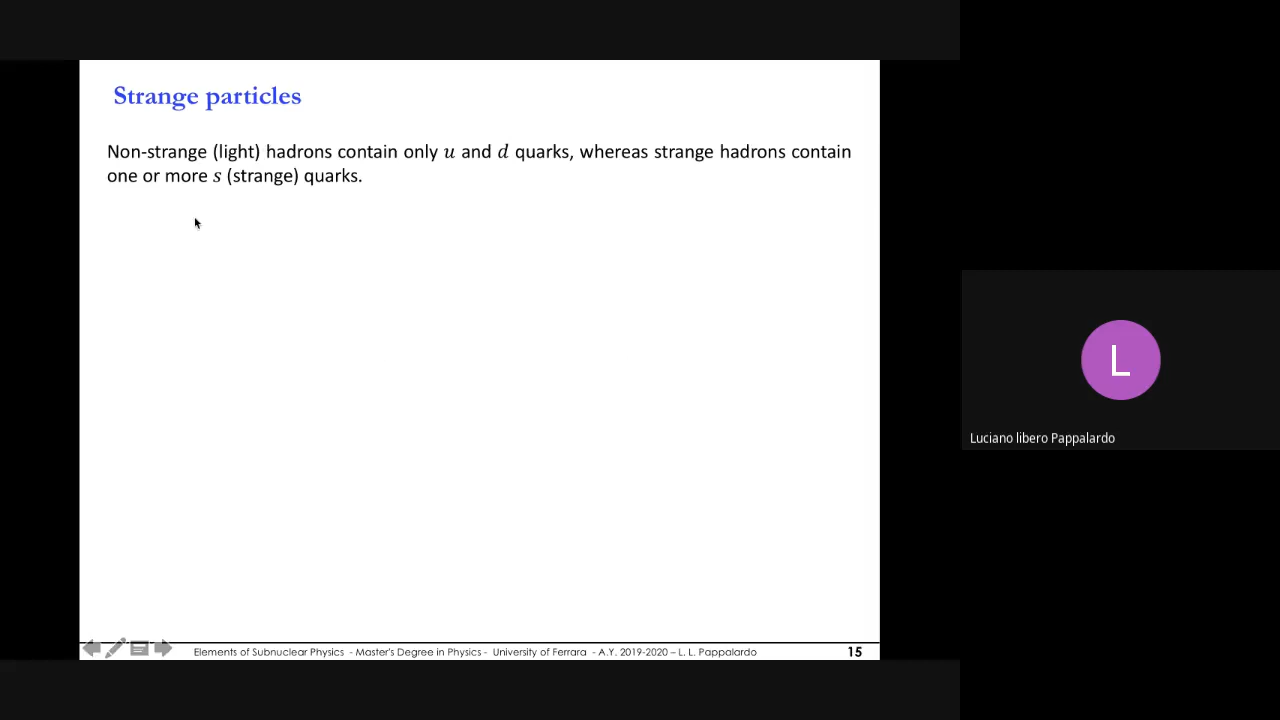 Strange particles
Non-strange (light) hadrons contain only u and d quarks, whereas strange hadrons contain
one or more s (strange) quarks.
L
Luciano libero Pappalardo
Elements of Subnuclear Physics - Master's Degree in Physics - University of Ferrara - A.Y. 2019-2020 – L. L. Pappalardo
15